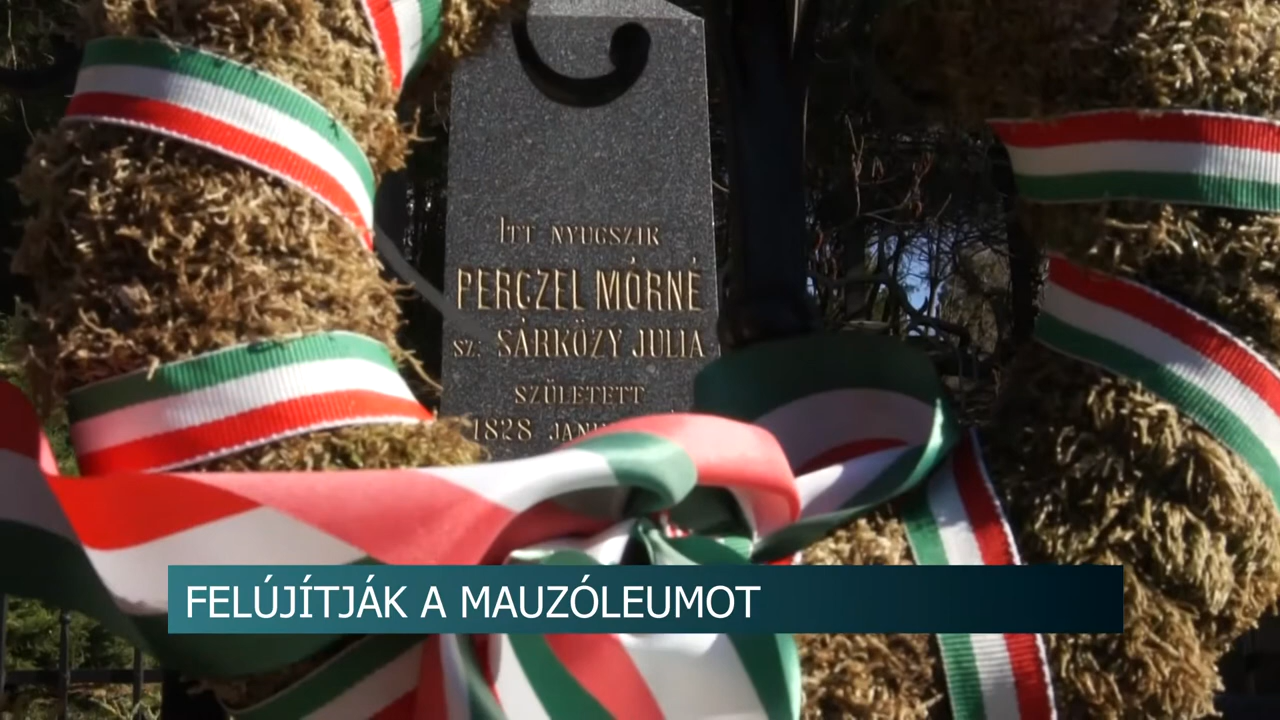 ITT NYUGSZIK
PERCZEL MÓRNÉ
SZ. SÁRKÖZY JULIA
SZÜLETETT
1828
FELÚJÍTJÁK A MAUZÓLEUMOT